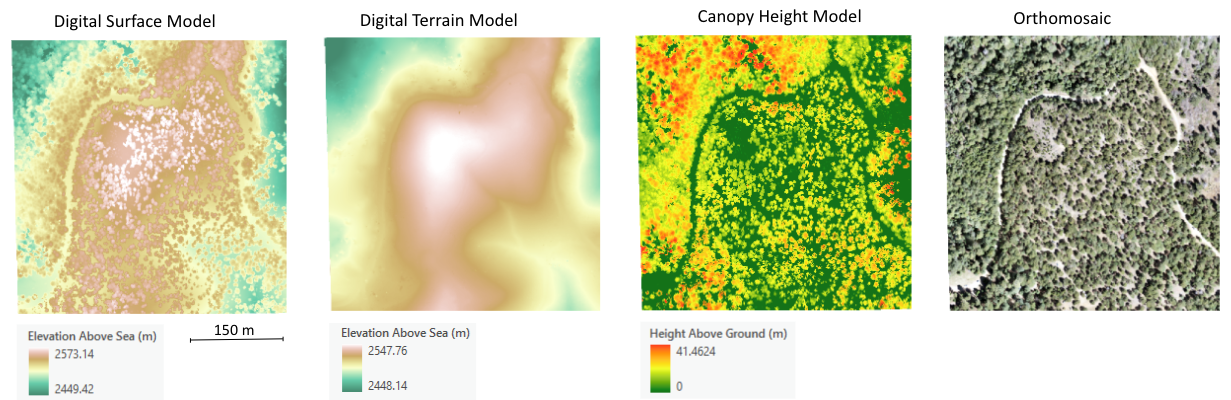 Digital Surface Model
Digital Terrain Model
Canopy Height Model
Orthomosaic
Elevation Above Sea (m)
2573.14
2449.42
150 m
Elevation Above Sea (m)
2547.76
2448.14
Height Above Ground (m)
41.4624
0